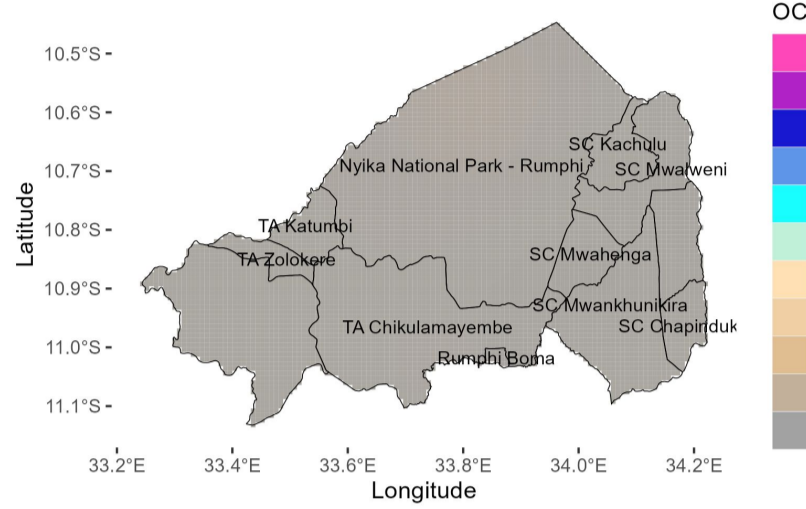 OC
10.5°S
10.6°S
SC Kachulu
Nyika National Park - Rumphi
SC Mwalweni
10.7°S
TA Katumbi
10.8°S
SC Mwahenga
TA Zolokere
10.9°S
SC Mwankhunikira
TA Chikulamayembe
SC Chapinduk
11.0°S
Rumphi Boma
11.1°S
33.2°E 33.4°E 33.6°E 33.8°E 34.0°E 34.2°E
Longitude
Latitude